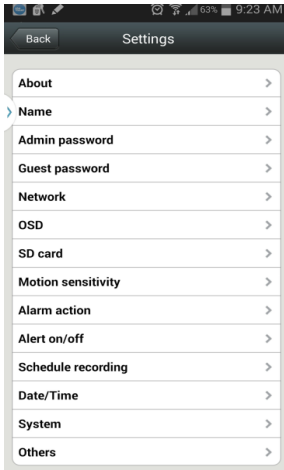 63% 9:23 AM
Back Settings
About
Name
Admin password
Guest password
Network
OSD
SD card
Motion sensitivity
Alarm action
Alert on/off
Schedule recording
Date/Time
System
Others